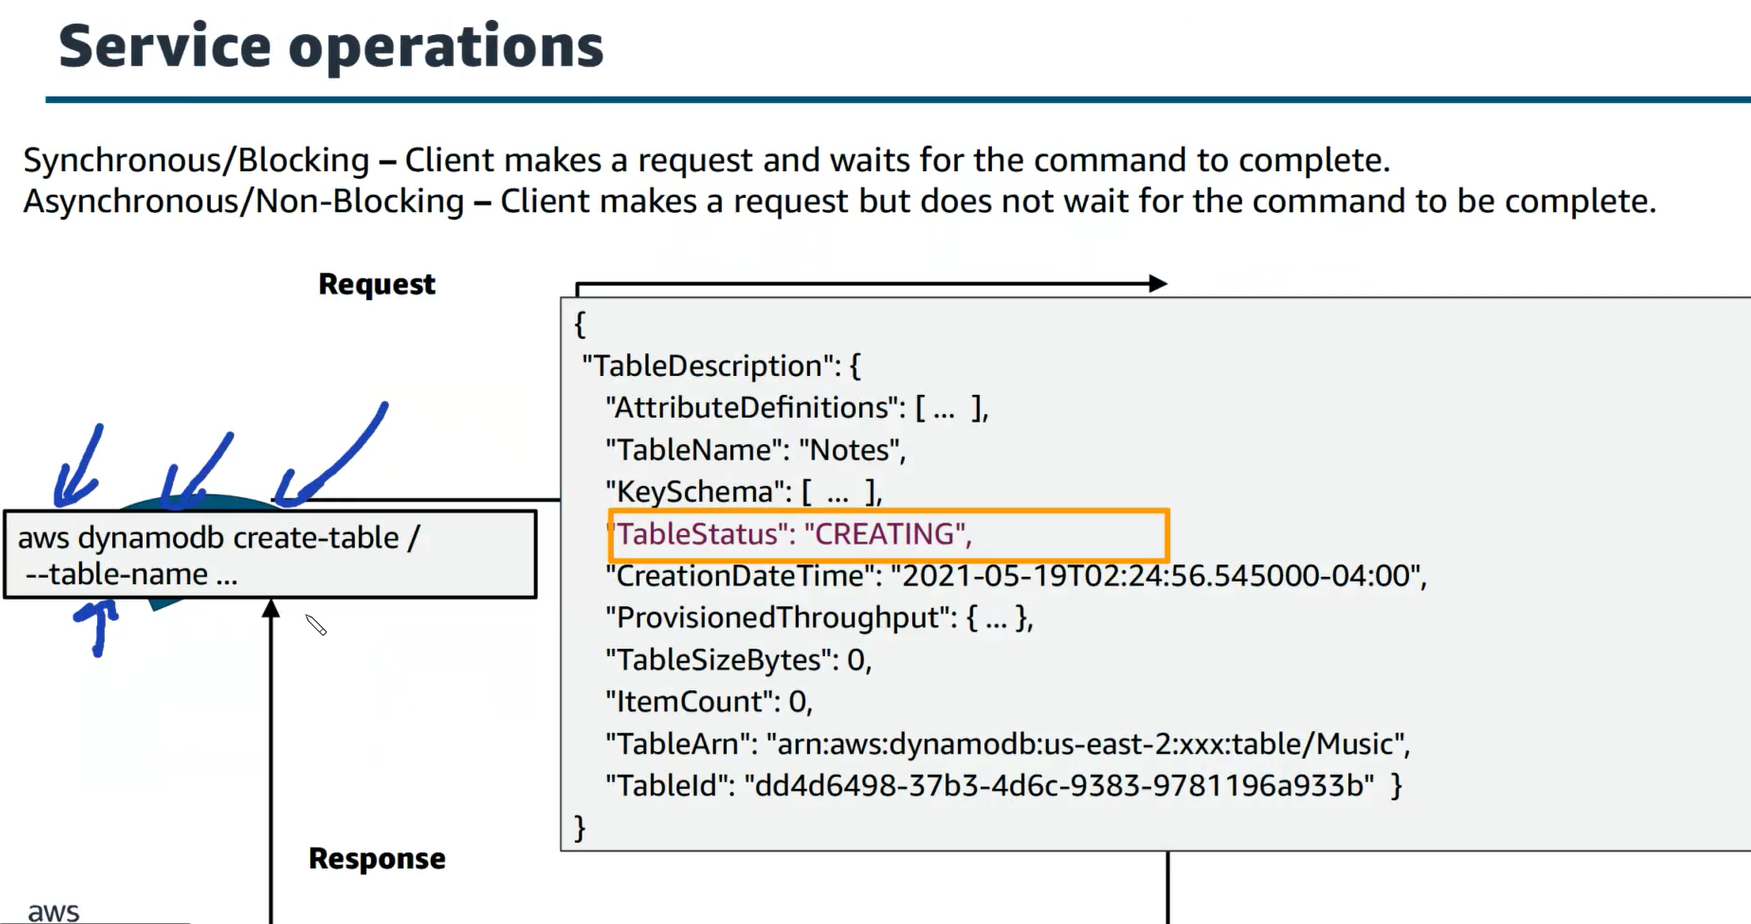 Service operations
Synchronous/Blocking – Client makes a request and waits for the command to complete.
Asynchronous/Non-Blocking – Client makes a request but does not wait for the command to be complete.
Request
aws dynamodb create-table /
--table-name ...
{
"TableDescription": {
"AttributeDefinitions": [ ... ],
"TableName": "Notes",
"KeySchema": [ ... ],
"TableStatus": "CREATING",
"CreationDateTime": "2021-05-19T02:24:56.545000-04:00",
"ProvisionedThroughput": { ... },
"TableSizeBytes": 0,
"ItemCount": 0,
"TableArn": "arn:aws:dynamodb:us-east-2:xxx:table/Music",
"TableId": "dd4d6498-37b3-4d6c-9383-9781196a933b" }
}
Response
aws